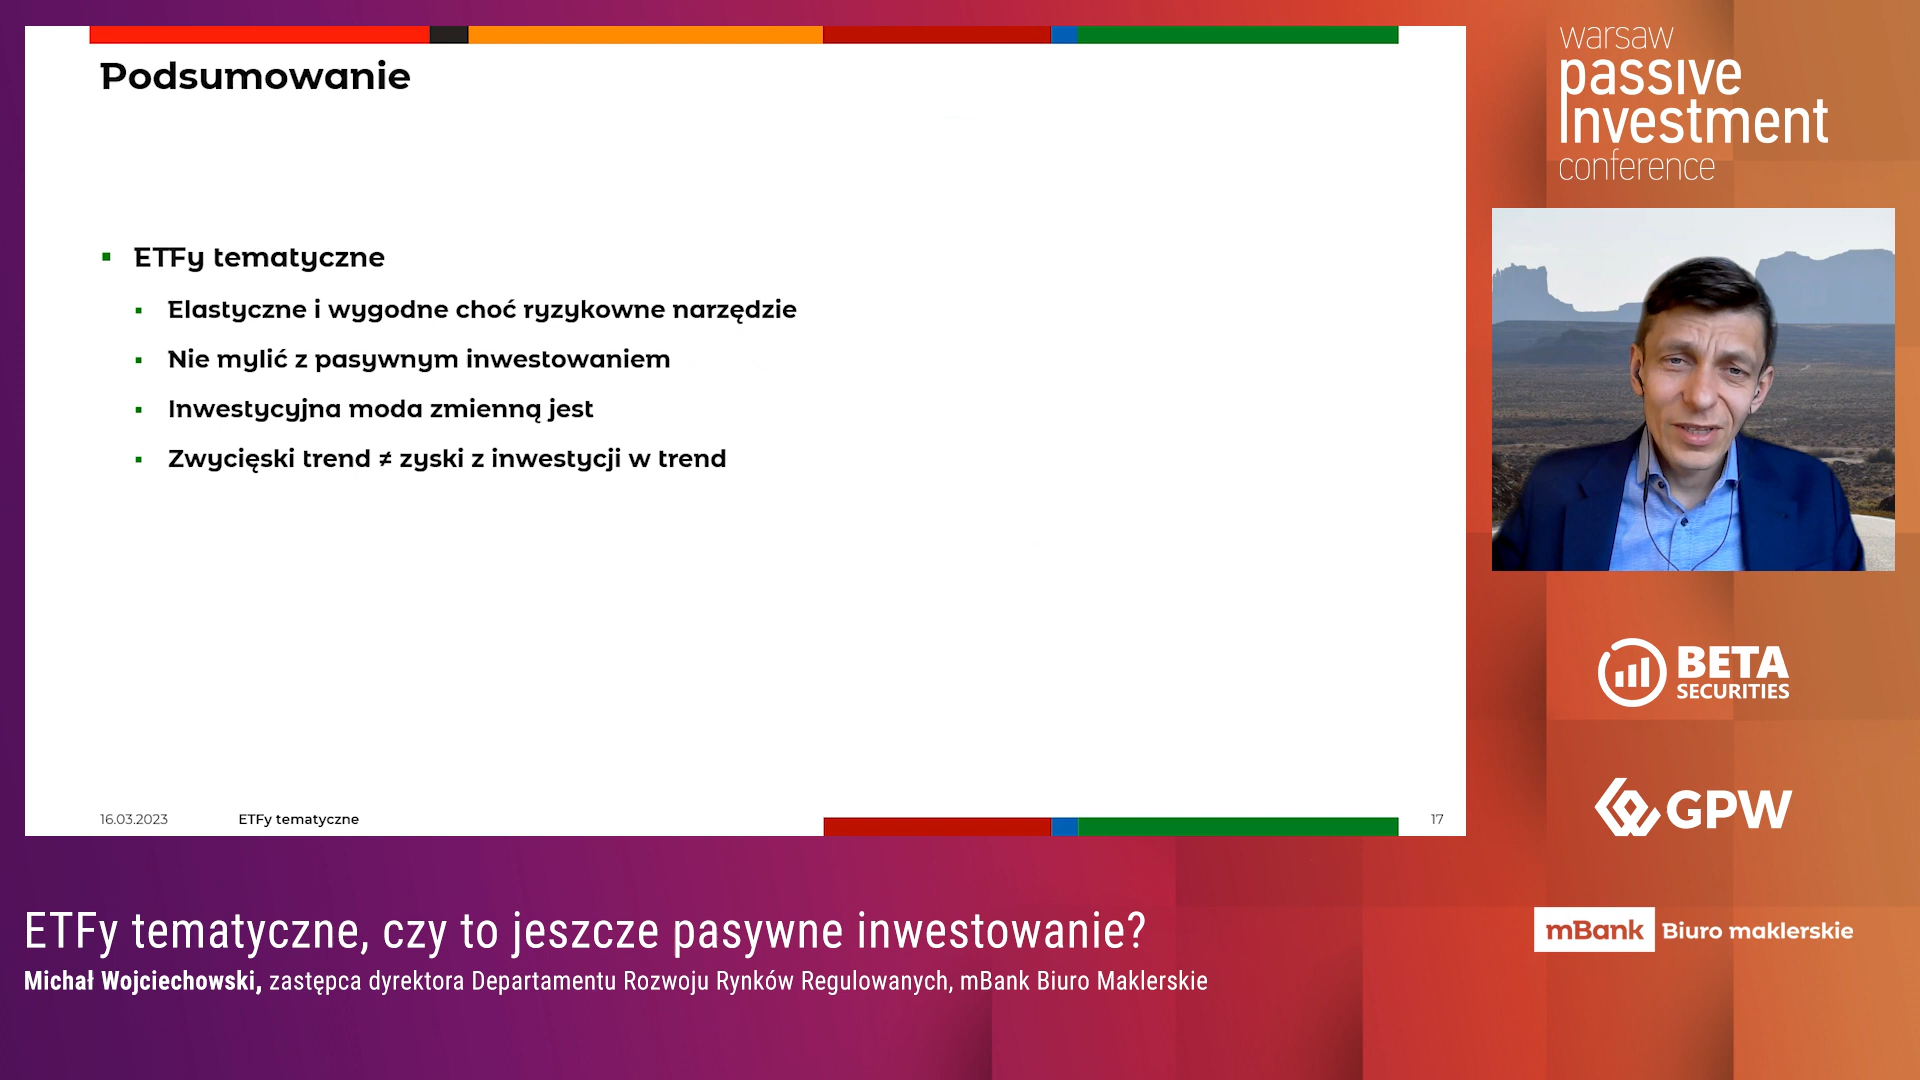 Podsumowanie
ETFy tematyczne
Elastyczne i wygodne choć ryzykowne narzędzie
Nie mylić z pasywnym inwestowaniem
Inwestycyjna moda zmienną jest
Zwycięski trend ≠ zyski z inwestycji w trend
16.03.2023
ETFy tematyczne
17
warsaw
passive
Investment
conference
BETA
SECURITIES
GPW
mBank Biuro maklerskie
ETFy tematyczne, czy to jeszcze pasywne inwestowanie?
Michał Wojciechowski, zastępca dyrektora Departamentu Rozwoju Rynków Regulowanych, mBank Biuro Maklerskie